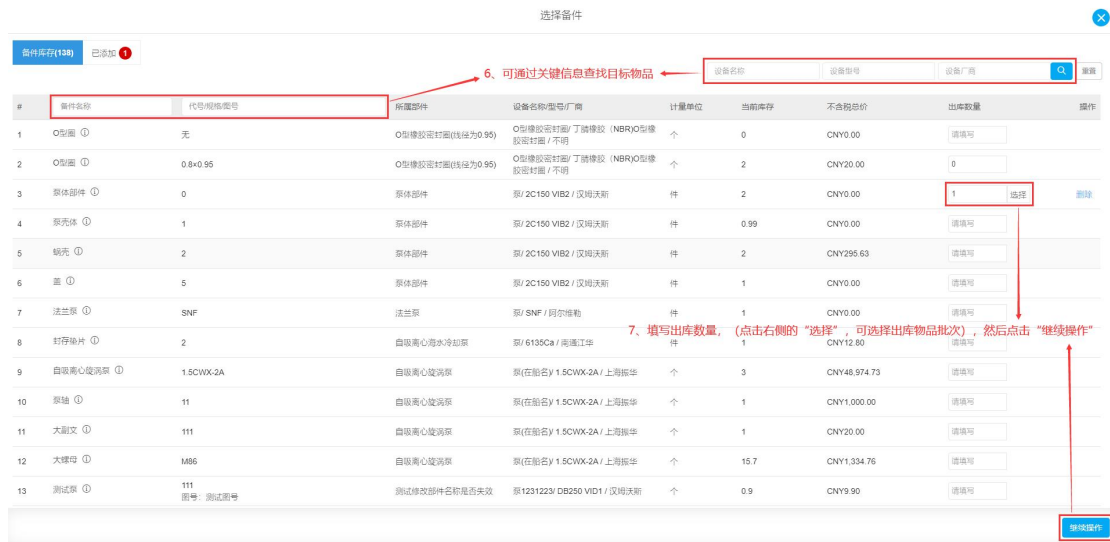 选择备件
备件库存(138) 已添加 1
6、可通过关键信息查找目标物品 设备名称 设备型号 设备厂商 重置
# 备件名称 代号/规格/图号 所属部件 设备名称/型号/厂商 计量单位 当前库存 不含税总价 出库数量 操作
1 O型圈 无 O型橡胶密封圈(线径为0.95) O型橡胶密封圈/ 丁腈橡胶（NBR)O型橡胶密封圈 / 不明 个 0 CNY0.00 请填写
2 O型圈 0.8×0.95 O型橡胶密封圈(线径为0.95) O型橡胶密封圈/ 丁腈橡胶（NBR)O型橡胶密封圈 / 不明 个 2 CNY20.00 0
3 泵体部件 0 泵体部件 泵/ 2C150 VIB2 / 汉姆沃斯 件 2 CNY0.00 1 选择 删除
4 泵壳体 1 泵体部件 泵/ 2C150 VIB2 / 汉姆沃斯 件 0.99 CNY0.00 请填写
5 蜗壳 2 泵体部件 泵/ 2C150 VIB2 / 汉姆沃斯 件 2 CNY295.63 请填写
6 盖 5 泵体部件 泵/ 2C150 VIB2 / 汉姆沃斯 件 1 CNY0.00 请填写
7 法兰泵 SNF 法兰泵 泵/ SNF / 阿尔维勒 件 1 CNY0.00 请填写
7、填写出库数量，（点击右侧的“选择”，可选择出库物品批次），然后点击“继续操作”
8 封存垫片 2 自吸离心海水冷却泵 泵/ 6135Ca / 南通江华 件 1 CNY12.80 请填写
9 自吸离心旋涡泵 1.5CWX-2A 自吸离心旋涡泵 泵(在船名)/ 1.5CWX-2A / 上海振华 个 3 CNY48,974.73 请填写
10 泵轴 11 自吸离心旋涡泵 泵(在船名)/ 1.5CWX-2A / 上海振华 个 1 CNY1,000.00 请填写
11 大副文 111 自吸离心旋涡泵 泵(在船名)/ 1.5CWX-2A / 上海振华 个 1 CNY20.00 请填写
12 大螺母 M86 自吸离心旋涡泵 泵(在船名)/ 1.5CWX-2A / 上海振华 个 15.7 CNY1,334.76 请填写
13 测试泵 111 图号：测试图号 测试修改部件名称是否失效 泵1231223/ DB250 VID1 / 汉姆沃斯 个 0.9 CNY9.90 请填写
继续操作